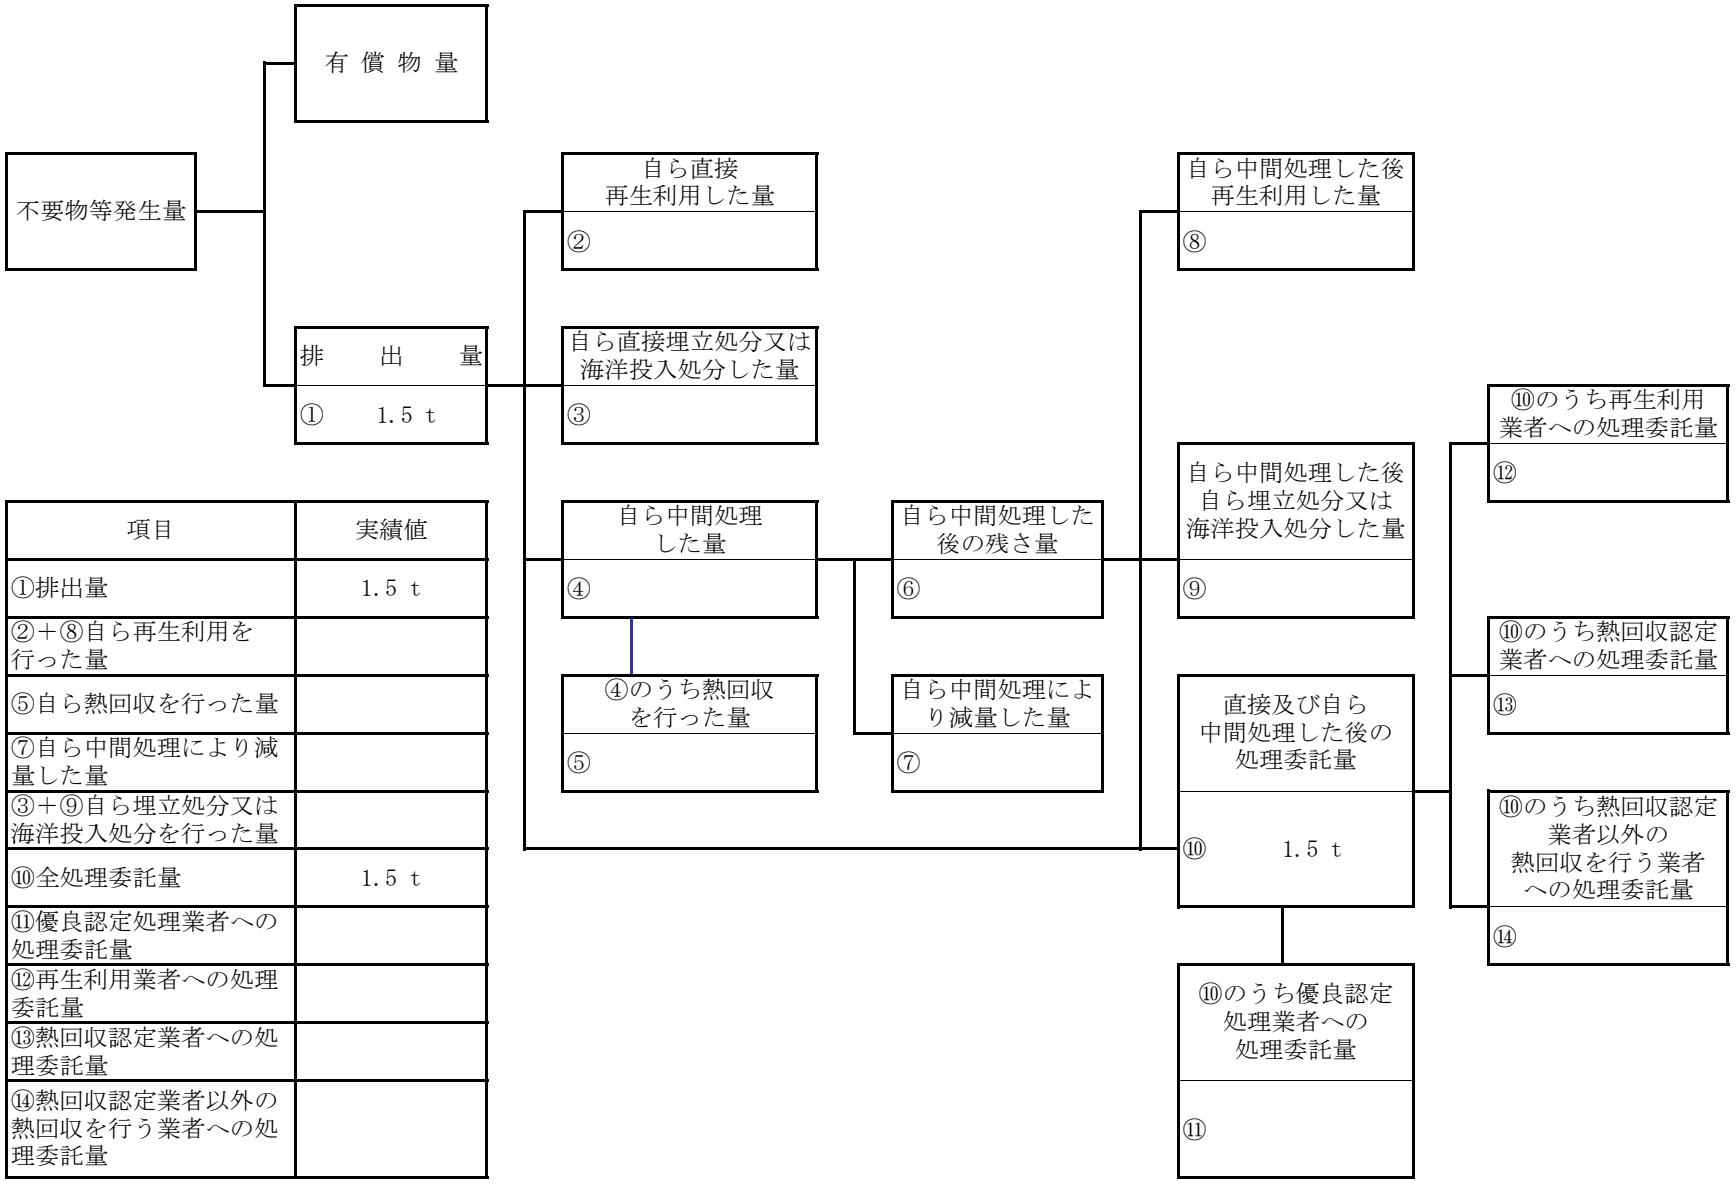 有償物量
不要物等発生量
自ら直接
再生利用した量
②
自ら中間処理した後
再生利用した量
⑧
排出量
① 1.5 t
自ら直接埋立処分又は
海洋投入処分した量
③
⑩のうち再生利用
業者への処理委託量
⑫
自ら中間処理
した量
④
自ら中間処理した
後の残さ量
⑥
自ら中間処理した後
自ら埋立処分又は
海洋投入処分した量
⑨
⑩のうち熱回収認定
業者への処理委託量
⑬
④のうち熱回収
を行った量
⑤
自ら中間処理によ
り減量した量
⑦
直接及び自ら
中間処理した後の
処理委託量
⑩ 1.5 t
⑩のうち熱回収認定
業者以外の
熱回収を行う業者
への処理委託量
⑭
⑩のうち優良認定
処理業者への
処理委託量
⑪
項目 実績値
①排出量 1.5 t
②＋⑧自ら再生利用を
行った量
⑤自ら熱回収を行った量
⑦自ら中間処理により減
量した量
③＋⑨自ら埋立処分又は
海洋投入処分を行った量
⑩全処理委託量 1.5 t
⑪優良認定処理業者への
処理委託量
⑫再生利用業者への処理
委託量
⑬熱回収認定業者への処
理委託量
⑭熱回収認定業者以外の
熱回収を行う業者への処
理委託量